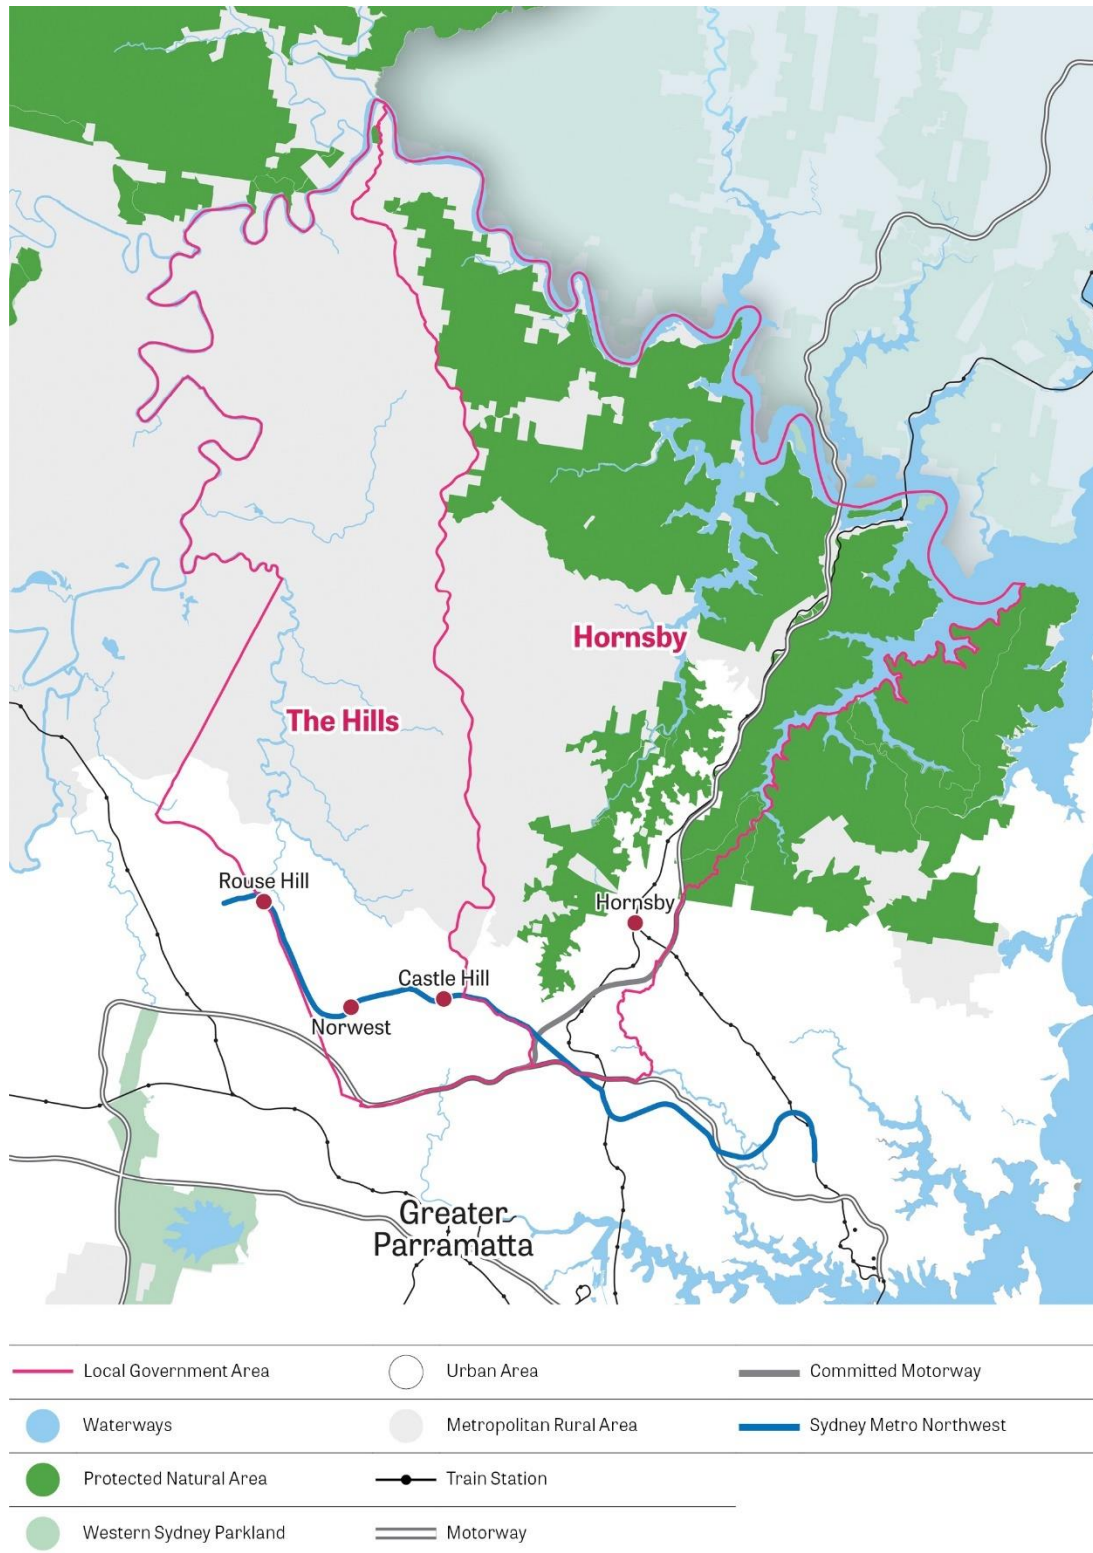 Hornsby
The Hills
Rouse Hill
Hornsby
Castle Hill
Norwest
Greater
Parramatta
Local Government Area
Urban Area
Committed Motorway
Waterways
Metropolitan Rural Area
Sydney Metro Northwest
Protected Natural Area
Train Station
Western Sydney Parkland
Motorway